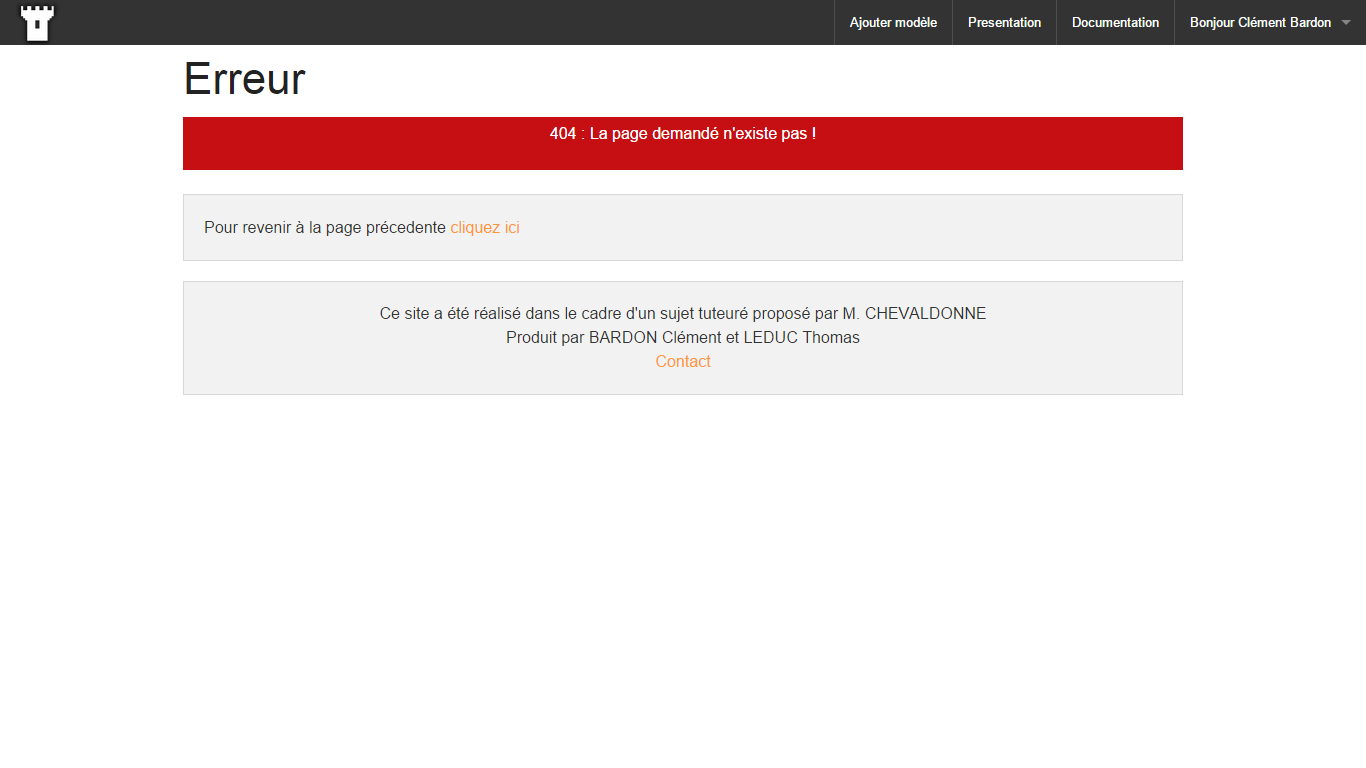 Ajouter modèle
Presentation
Documentation
Bonjour Clément Bardon
Erreur
404 : La page demandé n'existe pas !
Pour revenir à la page précedente cliquez ici
Ce site a été réalisé dans le cadre d'un sujet tuteuré proposé par M. CHEVALDONNE
Produit par BARDON Clément et LEDUC Thomas
Contact